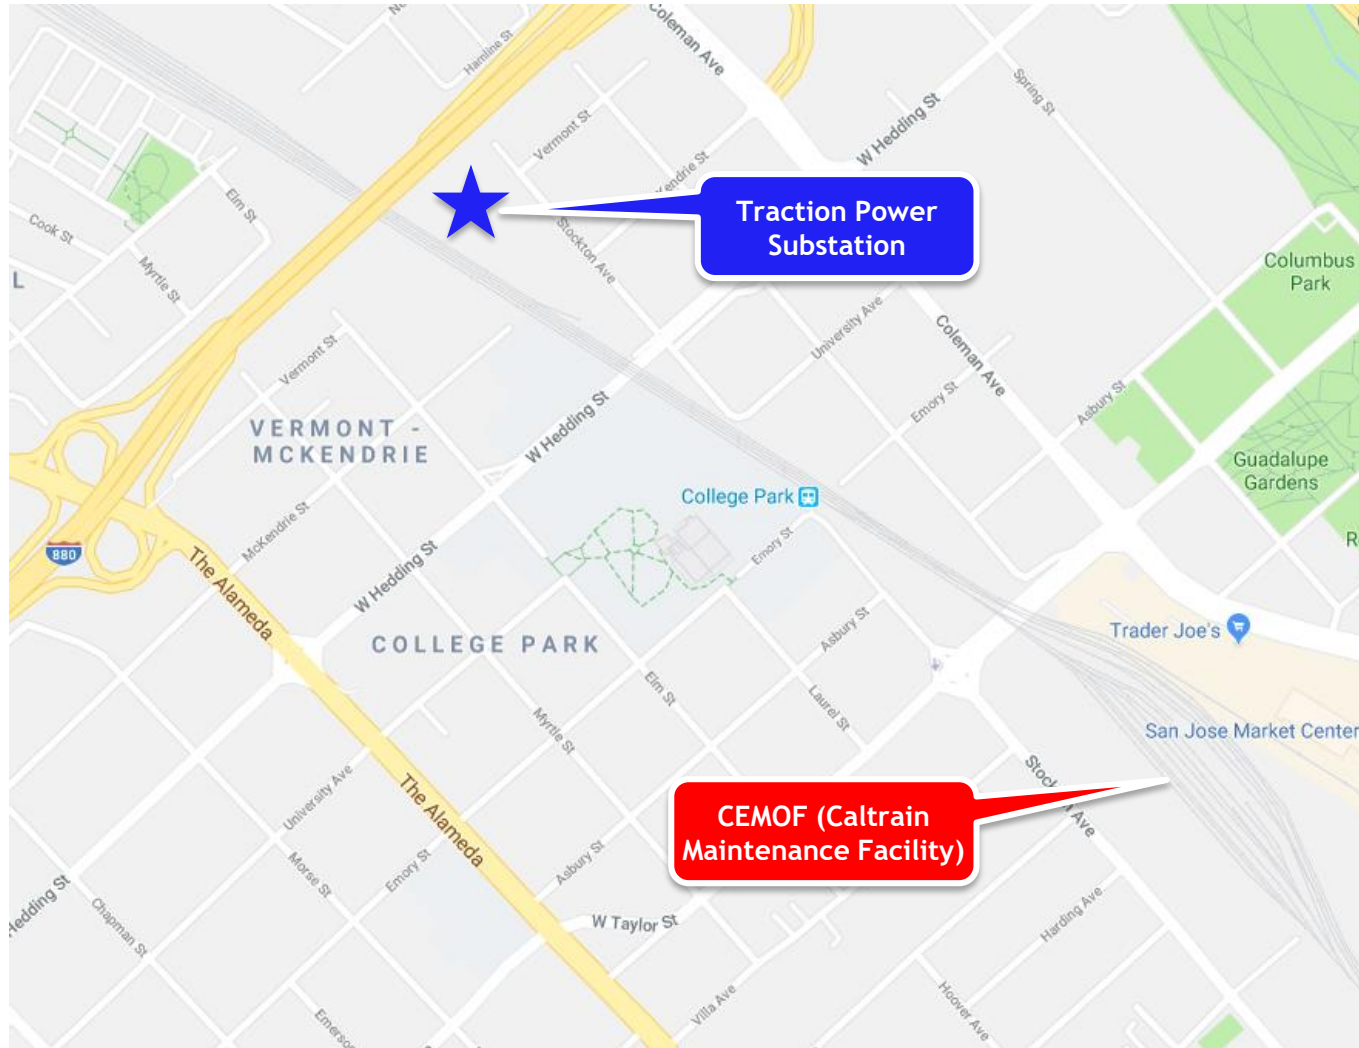 Hamline St
Coleman Ave
Spring St
W Hedding St
Vermont St
Kendrie St
Elm St
Cook St
Myrtle St
L
Stockton Ave
Traction Power
Substation
Columbus
Park
University Ave
Coleman Ave
Vermont St
Emory St
Asbury St
VERMONT -
MCKENDRIE
W Hedding St
Guadalupe
Gardens
College Park
McKendrie St
Emory St
R
880
The Alameda
W Hedding St
Asbury St
Trader Joe's
COLLEGE PARK
Elm St
Laurel St
Myrtle St
San Jose Market Center
University Ave
The Alameda
CEMOF (Caltrain
Maintenance Facility)
Asbury St
Morse St
Emory St
Hedding St
Chapman St
W Taylor St
Harding Ave
Villa Ave
Hoover Ave